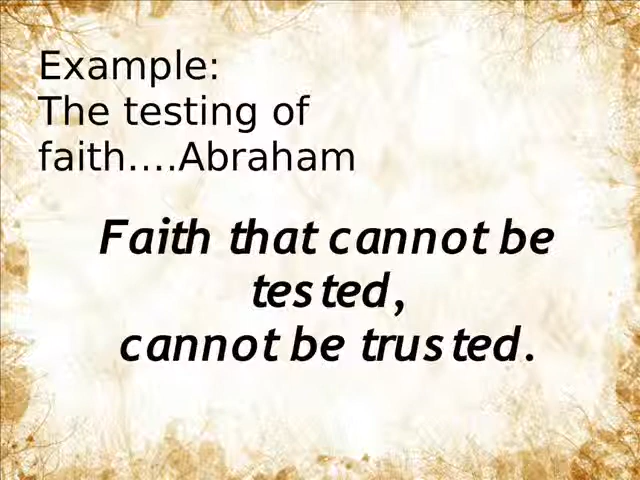 Example:
The testing of
faith….Abraham
Faith that cannot be
tested,
cannot be trusted.